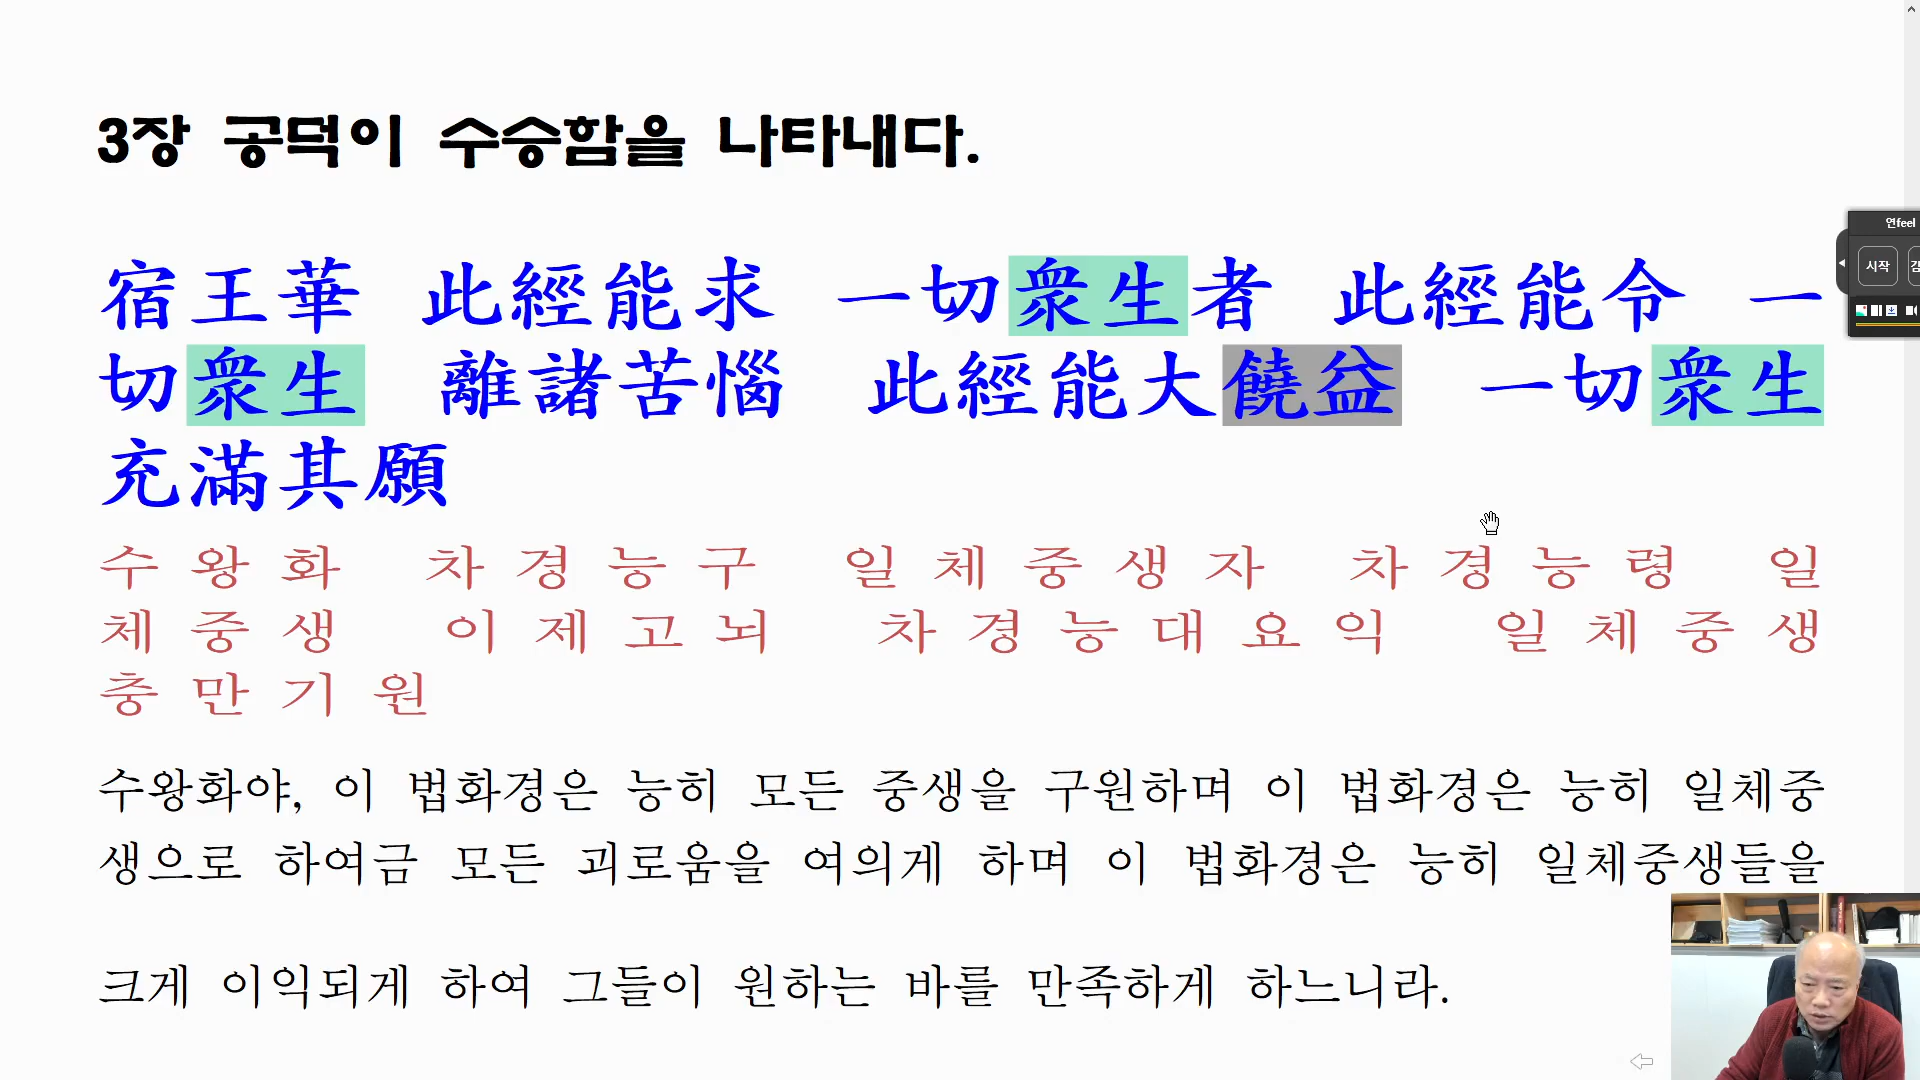 3장 공덕이 수승함을 나타내다.
宿王華 此經能求 一切衆生者 此經能令 一
切衆生 離諸苦惱 此經能大饒益 一切衆生
充滿其願
수 왕 화 차 경 능 구 일 체 중 생 자 차 경 능 령 일
체 중 생 이 제 고 뇌 차 경 능 대 요 익 일 체 중 생
충 만 기 원
수왕화야, 이 법화경은 능히 모든 중생을 구원하며 이 법화경은 능히 일체중
생으로 하여금 모든 괴로움을 여의게 하며 이 법화경은 능히 일체중생들을
크게 이익되게 하여 그들이 원하는 바를 만족하게 하느니라.
연feel
시작